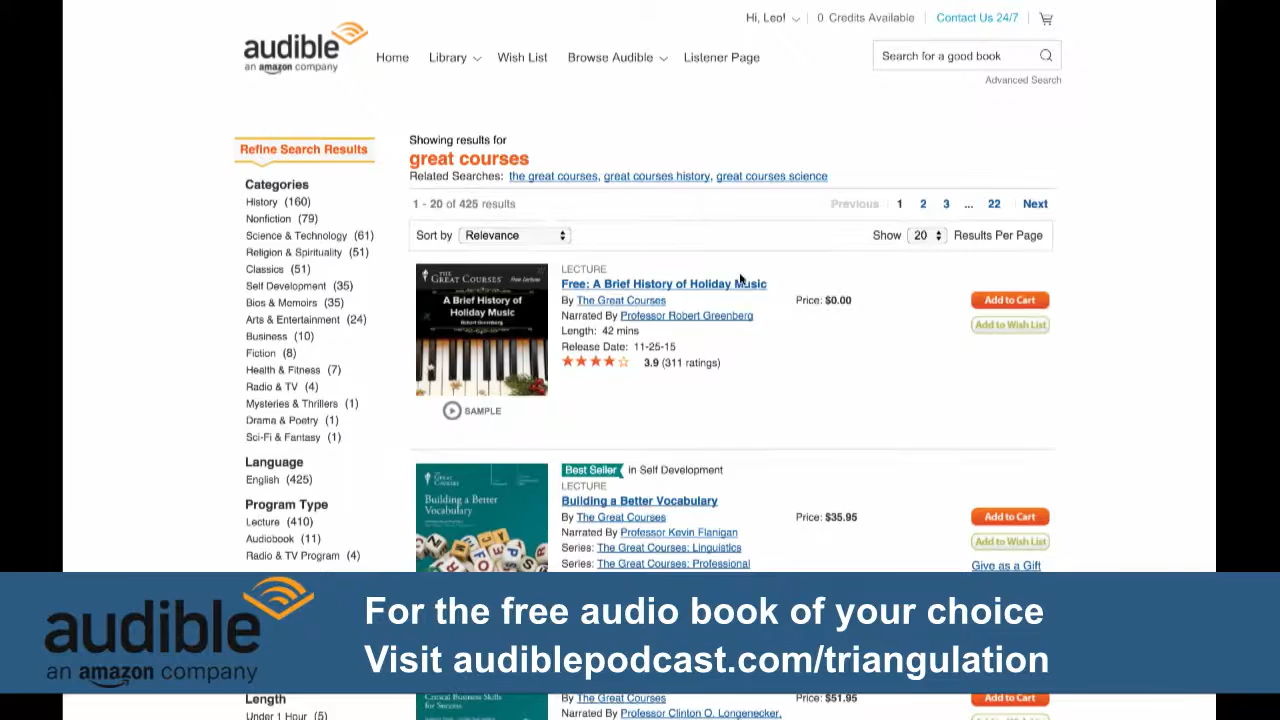 Hi, Leo!
0 Credits Available
Contact Us 24/7
audible
an amazon company
Home
Library
Wish List
Browse Audible
Listener Page
Search for a good book
Advanced Search
Refine Search Results
Categories
History (160)
Nonfiction (79)
Science & Technology (61)
Religion & Spirituality (51)
Classics (51)
Self Development (35)
Bios & Memoirs (35)
Arts & Entertainment (24)
Business (10)
Fiction (8)
Health & Fitness (7)
Radio & TV (4)
Mysteries & Thrillers (1)
Drama & Poetry (1)
Sci-Fi & Fantasy (1)
Language
English (425)
Program Type
Lecture (410)
Audiobook (11)
Radio & TV Program (4)
Showing results for
great courses
Related Searches: the great courses, great courses history, great courses science
1 - 20 of 425 results
Previous 1 2 3 ... 22 Next
Sort by Relevance
Show 20 Results Per Page
THE
GREAT COURSES
Free Lecture
A Brief History of
Holiday Music
Robert Greenberg
SAMPLE
LECTURE
Free: A Brief History of Holiday Music
By The Great Courses
Narrated By Professor Robert Greenberg
Length: 42 mins
Release Date: 11-25-15
3.9 (311 ratings)
Price: $0.00
Add to Cart
Add to Wish List
THE
GREAT COURSES
Building a Better
Vocabulary
Best Seller in Self Development
LECTURE
Building a Better Vocabulary
By The Great Courses
Narrated By Professor Kevin Flanigan
Series: The Great Courses: Linguistics
Series: The Great Courses: Professional
Price: $35.95
Add to Cart
Add to Wish List
Give as a Gift
audible
an amazon company
For the free audio book of your choice
Visit audiblepodcast.com/triangulation
Length
Under 1 Hour (5)
Critical Business Skills
for Success
By The Great Courses
Narrated By Professor Clinton O. Longenecker,
Price: $51.95
Add to Cart